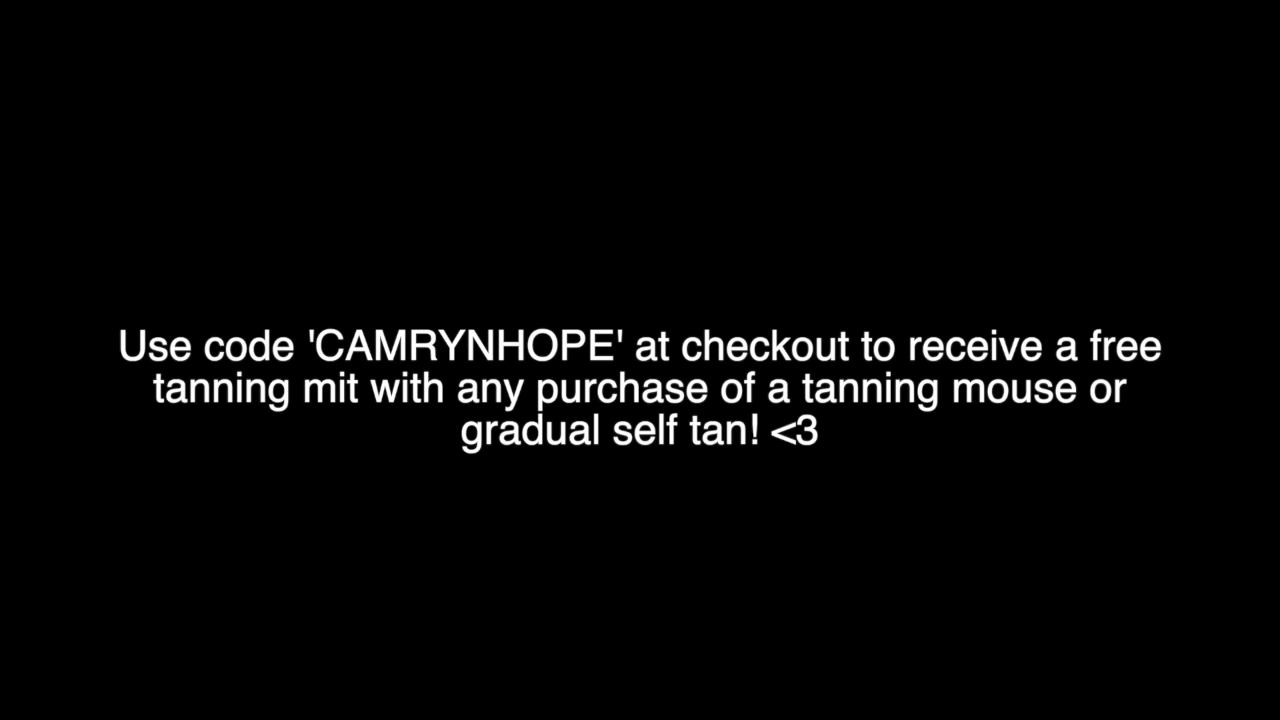 Use code 'CAMRYNHOPE' at checkout to receive a free
tanning mit with any purchase of a tanning mouse or
gradual self tan! <3